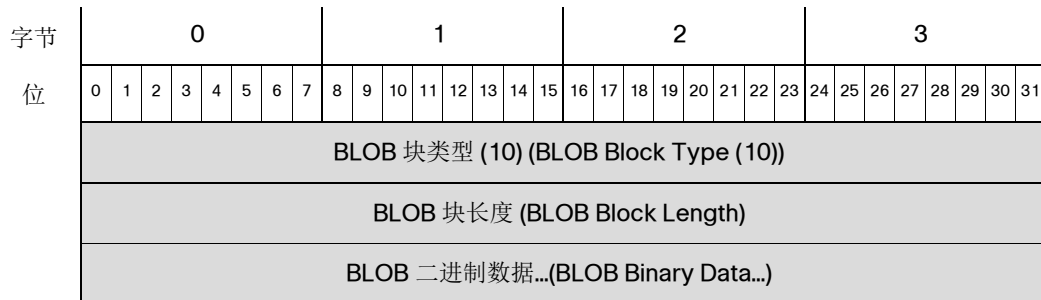 字节 0 1 2 3
位 0 1 2 3 4 5 6 7 8 9 10 11 12 13 14 15 16 17 18 19 20 21 22 23 24 25 26 27 28 29 30 31
BLOB 块类型 (10) (BLOB Block Type (10))
BLOB 块长度 (BLOB Block Length)
BLOB 二进制数据...(BLOB Binary Data...)